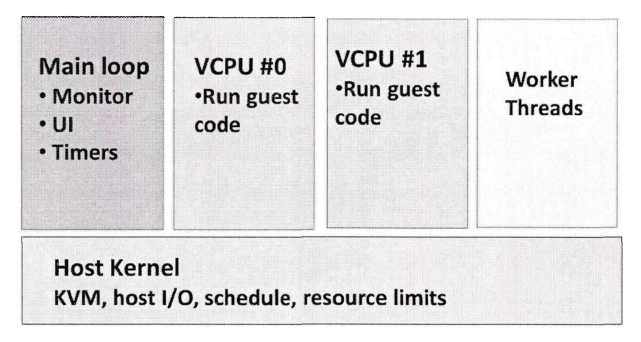 Main loop
• Monitor
• UI
• Timers
VCPU #0
•Run guest
code
VCPU #1
•Run guest
code
Worker
Threads
Host Kernel
KVM, host I/O, schedule, resource limits